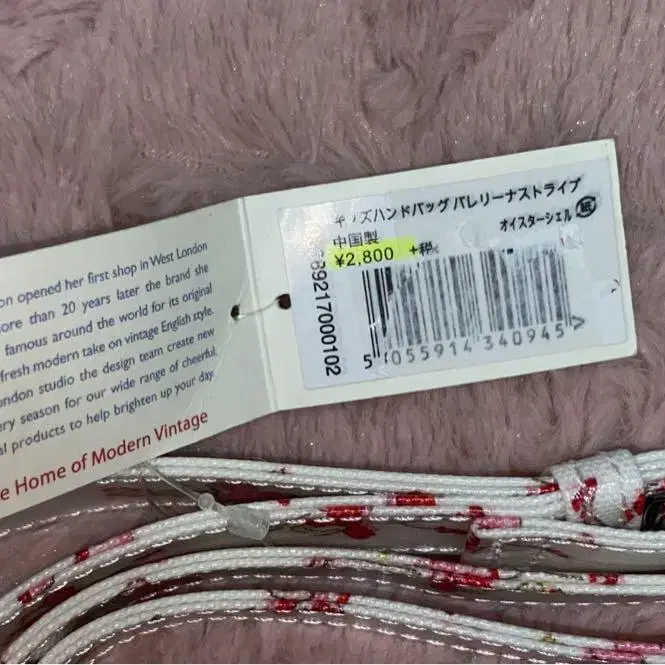 on opened her first shop in West London
ore than 20 years later the brand
famous around the world for its original
fresh modern take on vintage English style.
ondon studio the design team create new
ery season for our wide range of cheerful,
al products to help brighten up your day.
e Home of Modern Vintage
キッズハンドバッグ バレリーナストライプ
オイスターシェル 紙
中国製
¥2,800 +税
89217000102
5 055914 340945 >